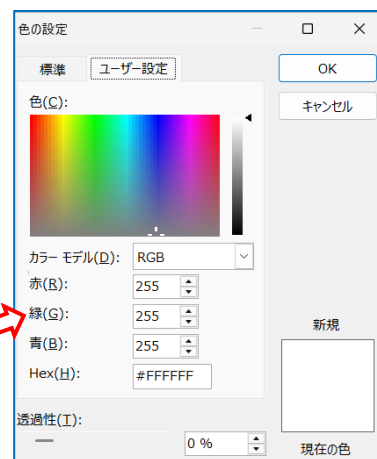 色の設定
標準 ユーザー設定
OK
キャンセル
色(C):
カラー モデル(D): RGB
赤(R): 255
緑(G): 255
青(B): 255
Hex(H): #FFFFFF
新規
透過性(T):
0 %
現在の色